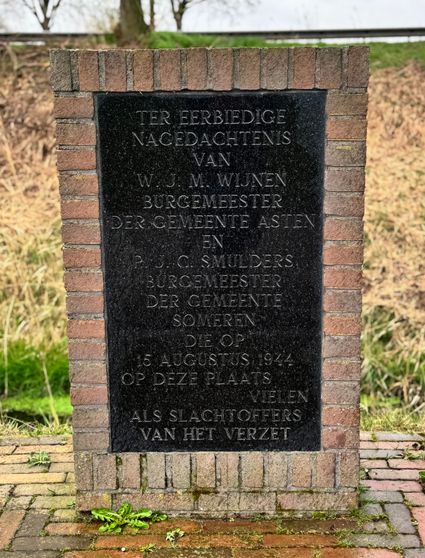 TER EERBIEDIGE
NAGEDACHTENIS
VAN
W. J. M. WIJNEN
BURGEMEESTER
DER GEMEENTE ASTEN
EN
P. J. C. SMULDERS
BURGEMEESTER
DER GEMEENTE
SOMEREN
DIE OP
15 AUGUSTUS 1944
OP DEZE PLAATS
VIELEN
ALS SLACHTOFFERS
VAN HET VERZET